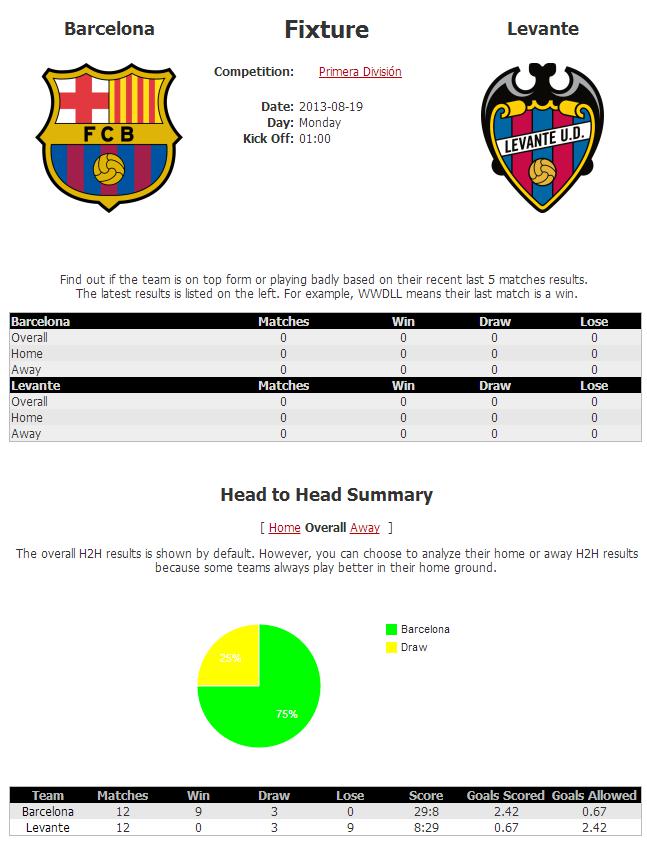 Barcelona Fixture Levante
Competition: Primera División
FCB
LEVANTE U.D.
Date: 2013-08-19
Day: Monday
Kick Off: 01:00
Find out if the team is on top form or playing badly based on their recent last 5 matches results.
The latest results is listed on the left. For example, WWDLL means their last match is a win.
Barcelona Matches Win Draw Lose
Overall 0 0 0 0
Home 0 0 0 0
Away 0 0 0 0
Levante Matches Win Draw Lose
Overall 0 0 0 0
Home 0 0 0 0
Away 0 0 0 0
Head to Head Summary
[ Home Overall Away ]
The overall H2H results is shown by default. However, you can choose to analyze their home or away H2H results
because some teams always play better in their home ground.
Barcelona
Draw
25%
75%
Team Matches Win Draw Lose Score Goals Scored Goals Allowed
Barcelona 12 9 3 0 29:8 2.42 0.67
Levante 12 0 3 9 8:29 0.67 2.42